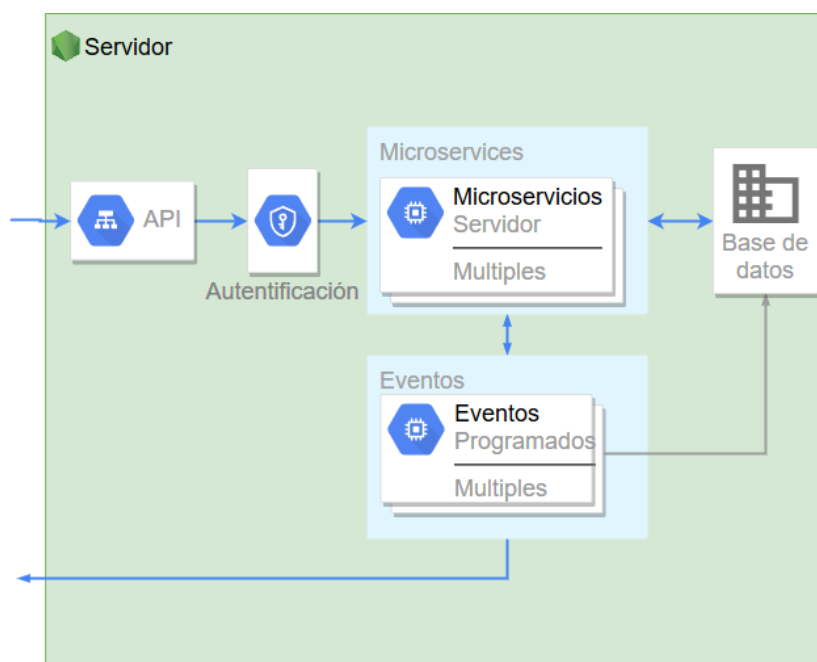 Servidor
Microservices
Microservicios
Servidor
Multiples
API
Autentificación
Base de
datos
Eventos
Eventos
Programados
Multiples